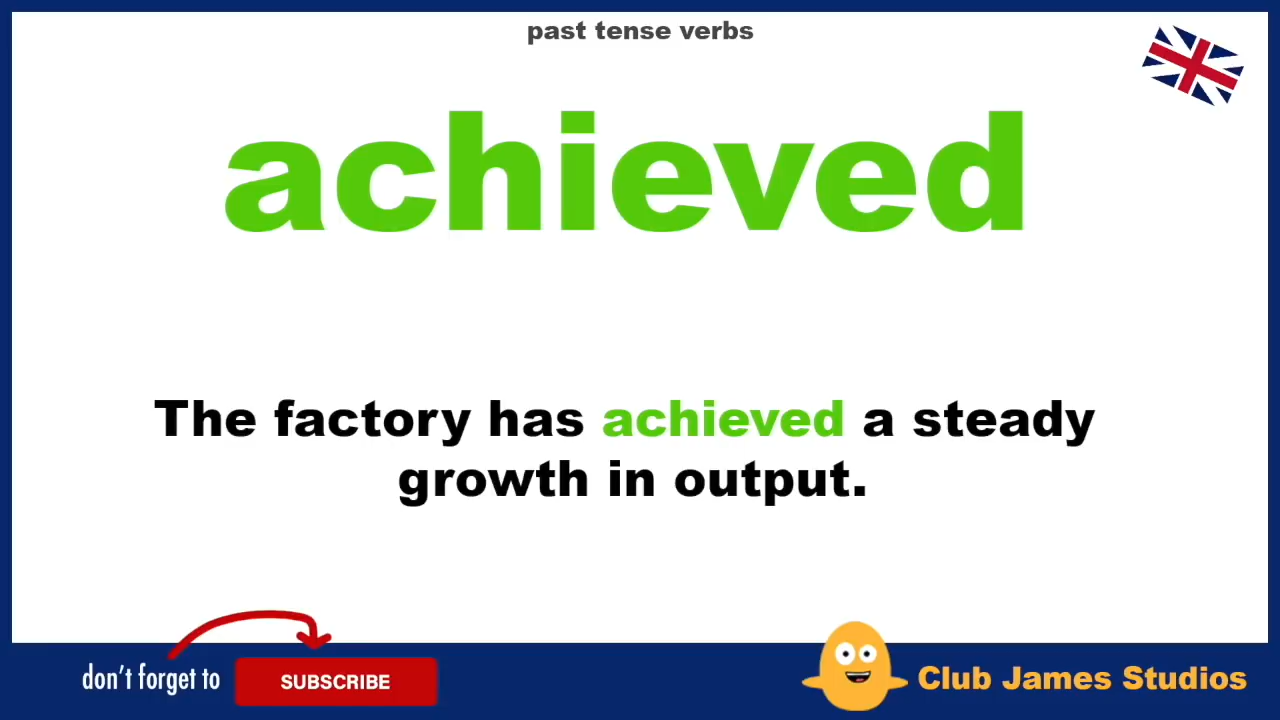 past tense verbs
achieved
The factory has achieved a steady
growth in output.
don't forget to
SUBSCRIBE
Club James Studios